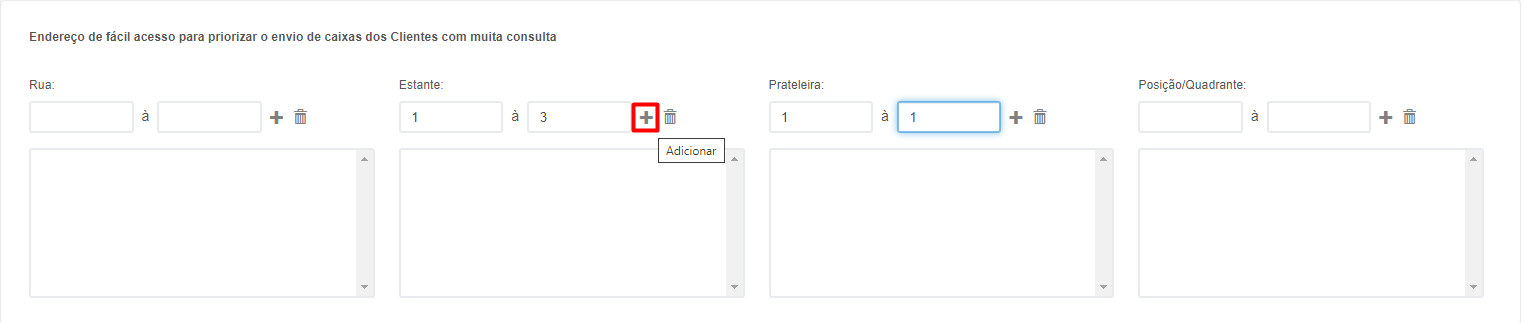 Endereço de fácil acesso para priorizar o envio de caixas dos Clientes com muita consulta
Rua: Estante: Prateleira: Posição/Quadrante:
à 1 à 3 1 à 1 à
Adicionar